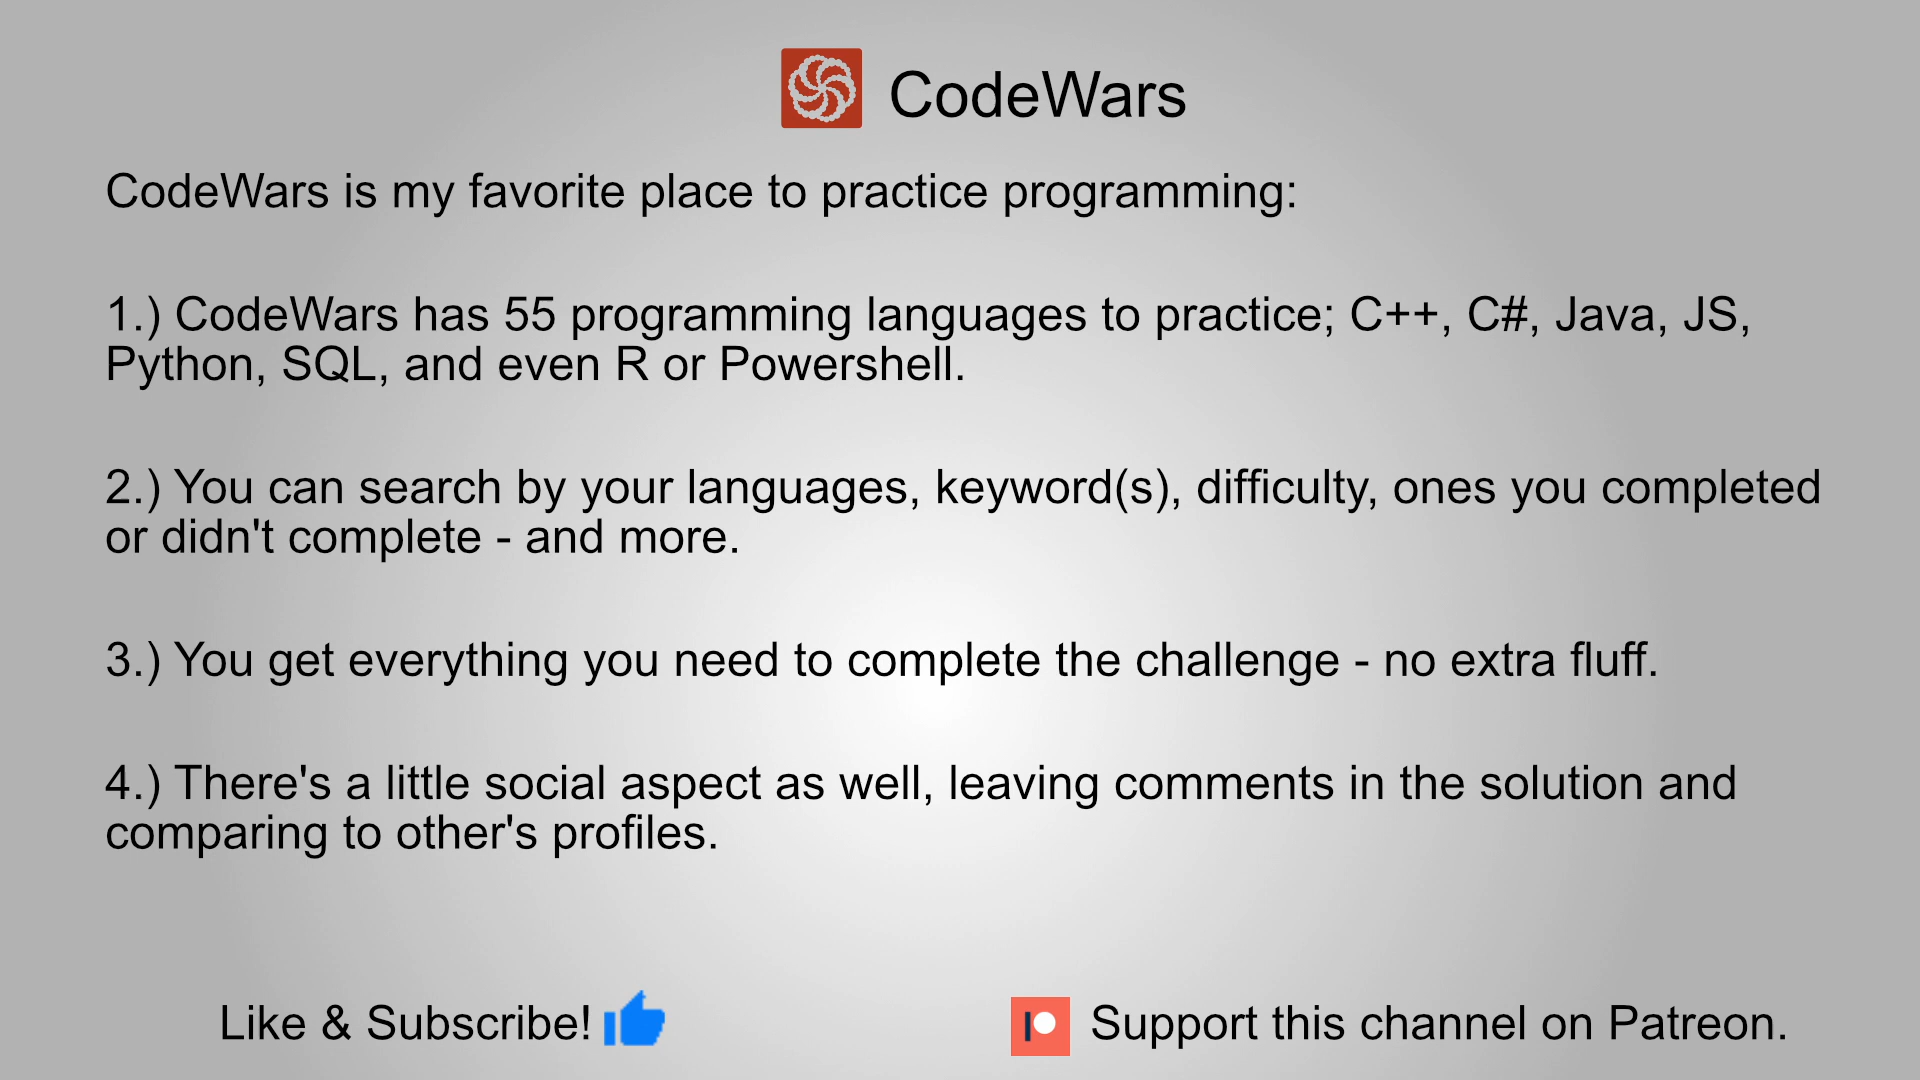 CodeWars
CodeWars is my favorite place to practice programming:
1.) CodeWars has 55 programming languages to practice; C++, C#, Java, JS,
Python, SQL, and even R or Powershell.
2.) You can search by your languages, keyword(s), difficulty, ones you completed
or didn't complete - and more.
3.) You get everything you need to complete the challenge - no extra fluff.
4.) There's a little social aspect as well, leaving comments in the solution and
comparing to other's profiles.
Like & Subscribe!
Support this channel on Patreon.